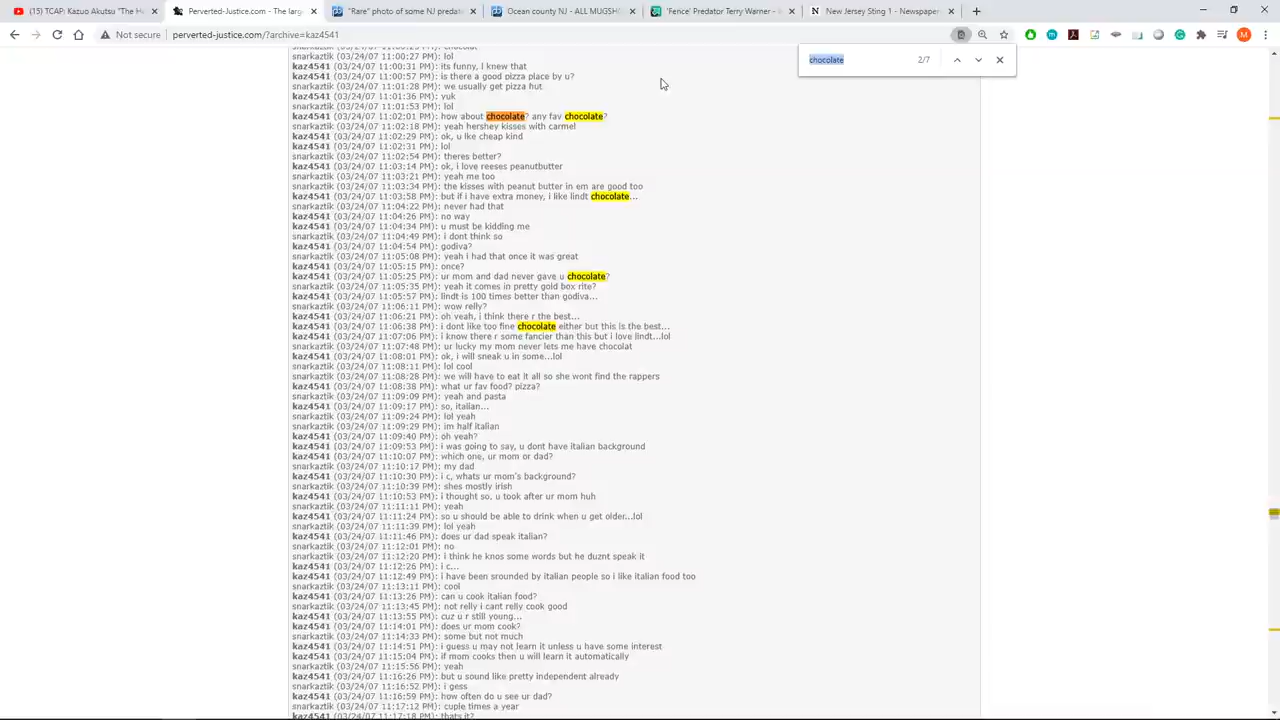 (15) TCAP: Kazuo Akutsu "The Hu
Perverted-Justice.com - The large
"Rare" photo of some NJ predato
Ocean county NJ - ALL MUGSH/
'Fence' Predator Terry Warner - i
New Jersey Sting 1 - Newspapers
Not secure | perverted-justice.com/?archive=kaz4541
chocolate 2/7
snarkaztik (03/24/07 11:00:27 PM): lol
kaz4541 (03/24/07 11:00:31 PM): its funny, I knew that
kaz4541 (03/24/07 11:00:57 PM): is there a good pizza place by u?
snarkaztik (03/24/07 11:01:28 PM): we usually get pizza hut
kaz4541 (03/24/07 11:01:36 PM): yuk
snarkaztik (03/24/07 11:01:53 PM): lol
kaz4541 (03/24/07 11:02:01 PM): how about chocolate? any fav chocolate?
snarkaztik (03/24/07 11:02:18 PM): yeah hershey kisses with carmel
kaz4541 (03/24/07 11:02:29 PM): ok, u lke cheap kind
kaz4541 (03/24/07 11:02:31 PM): lol
snarkaztik (03/24/07 11:02:54 PM): theres better?
kaz4541 (03/24/07 11:03:14 PM): ok, i love reeses peanutbutter
snarkaztik (03/24/07 11:03:21 PM): yeah me too
snarkaztik (03/24/07 11:03:34 PM): the kisses with peanut butter in em are good too
kaz4541 (03/24/07 11:03:58 PM): but if i have extra money, i like lindt chocolate...
snarkaztik (03/24/07 11:04:22 PM): never had that
kaz4541 (03/24/07 11:04:26 PM): no way
kaz4541 (03/24/07 11:04:34 PM): u must be kidding me
snarkaztik (03/24/07 11:04:49 PM): i dont think so
kaz4541 (03/24/07 11:04:54 PM): godiva?
snarkaztik (03/24/07 11:05:08 PM): yeah i had that once it was great
kaz4541 (03/24/07 11:05:15 PM): once?
kaz4541 (03/24/07 11:05:25 PM): ur mom and dad never gave u chocolate?
snarkaztik (03/24/07 11:05:35 PM): yeah it comes in pretty gold box rite?
kaz4541 (03/24/07 11:05:57 PM): lindt is 100 times better than godiva...
snarkaztik (03/24/07 11:06:11 PM): wow relly?
kaz4541 (03/24/07 11:06:21 PM): oh yeah, i think there r the best...
kaz4541 (03/24/07 11:06:38 PM): i dont like too fine chocolate either but this is the best...
kaz4541 (03/24/07 11:07:06 PM): i know there r some fancier than this but i love lindt...lol
snarkaztik (03/24/07 11:07:48 PM): ur lucky my mom never lets me have chocolat
kaz4541 (03/24/07 11:08:01 PM): ok, i will sneak u in some...lol
snarkaztik (03/24/07 11:08:11 PM): lol cool
snarkaztik (03/24/07 11:08:28 PM): we will have to eat it all so she wont find the rappers
kaz4541 (03/24/07 11:08:38 PM): what ur fav food? pizza?
snarkaztik (03/24/07 11:09:09 PM): yeah and pasta
kaz4541 (03/24/07 11:09:17 PM): so, italian...
snarkaztik (03/24/07 11:09:24 PM): lol yeah
snarkaztik (03/24/07 11:09:29 PM): im half italian
kaz4541 (03/24/07 11:09:40 PM): oh yeah?
kaz4541 (03/24/07 11:09:53 PM): i was going to say, u dont have italian background
kaz4541 (03/24/07 11:10:07 PM): which one, ur mom or dad?
snarkaztik (03/24/07 11:10:17 PM): my dad
kaz4541 (03/24/07 11:10:30 PM): i c, whats ur mom's background?
snarkaztik (03/24/07 11:10:39 PM): shes mostly irish
kaz4541 (03/24/07 11:10:53 PM): i thought so, u took after ur mom huh
snarkaztik (03/24/07 11:11:11 PM): yeah
kaz4541 (03/24/07 11:11:24 PM): so u should be able to drink when u get older...lol
snarkaztik (03/24/07 11:11:39 PM): lol yeah
kaz4541 (03/24/07 11:11:46 PM): does ur dad speak italian?
snarkaztik (03/24/07 11:12:01 PM): no
snarkaztik (03/24/07 11:12:20 PM): i think he knos some words but he duznt speak it
kaz4541 (03/24/07 11:12:26 PM): i c...
kaz4541 (03/24/07 11:12:49 PM): i have been srounded by italian people so i like italian food too
snarkaztik (03/24/07 11:13:11 PM): cool
kaz4541 (03/24/07 11:13:26 PM): can u cook italian food?
snarkaztik (03/24/07 11:13:45 PM): not relly i cant relly cook good
kaz4541 (03/24/07 11:13:55 PM): cuz u r still young...
kaz4541 (03/24/07 11:14:01 PM): does ur mom cook?
snarkaztik (03/24/07 11:14:33 PM): some but not much
kaz4541 (03/24/07 11:14:51 PM): i guess u may not learn it unless u have some interest
kaz4541 (03/24/07 11:15:04 PM): if mom cooks then u will learn it automatically
snarkaztik (03/24/07 11:15:56 PM): yeah
kaz4541 (03/24/07 11:16:26 PM): but u sound like pretty independent already
snarkaztik (03/24/07 11:16:52 PM): i gess
kaz4541 (03/24/07 11:16:59 PM): how often do u see ur dad?
snarkaztik (03/24/07 11:17:12 PM): cuple times a year
kaz4541 (03/24/07 11:17:18 PM): thats it?